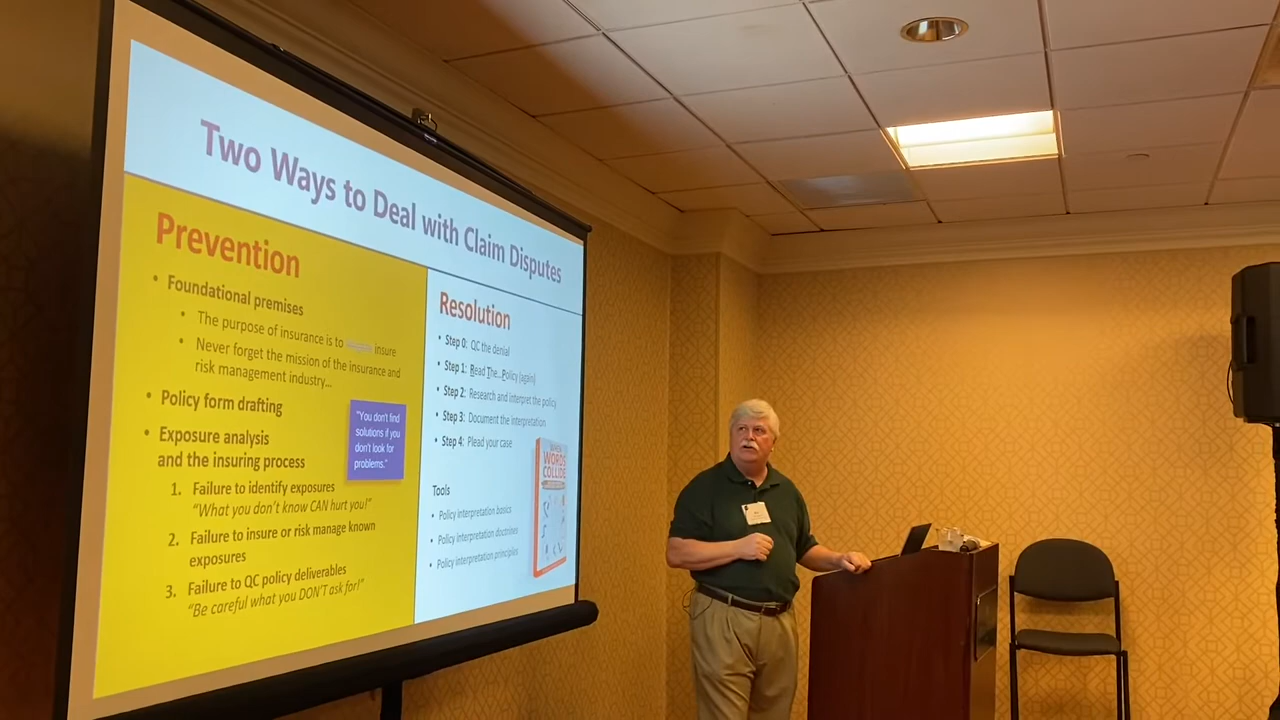 Two Ways to Deal with Claim Disputes
Prevention
• Foundational premises
• The purpose of insurance is to insure
• Never forget the mission of the insurance and
risk management industry...
• Policy form drafting
• Exposure analysis
and the insuring process
1. Failure to identify exposures
"What you don't know CAN hurt you!"
2. Failure to insure or risk manage known
exposures
3. Failure to QC policy deliverables
"Be careful what you DON'T ask for!"
"You don't find
solutions if you
don't look for
problems."
Resolution
• Step 0: QC the denial
• Step 1: Read The...Policy (again)
• Step 2: Research and interpret the policy
• Step 3: Document the interpretation
• Step 4: Plead your case
Tools
• Policy interpretation basics
• Policy interpretation doctrines
• Policy interpretation principles
WHEN
WORDS
COLLIDE